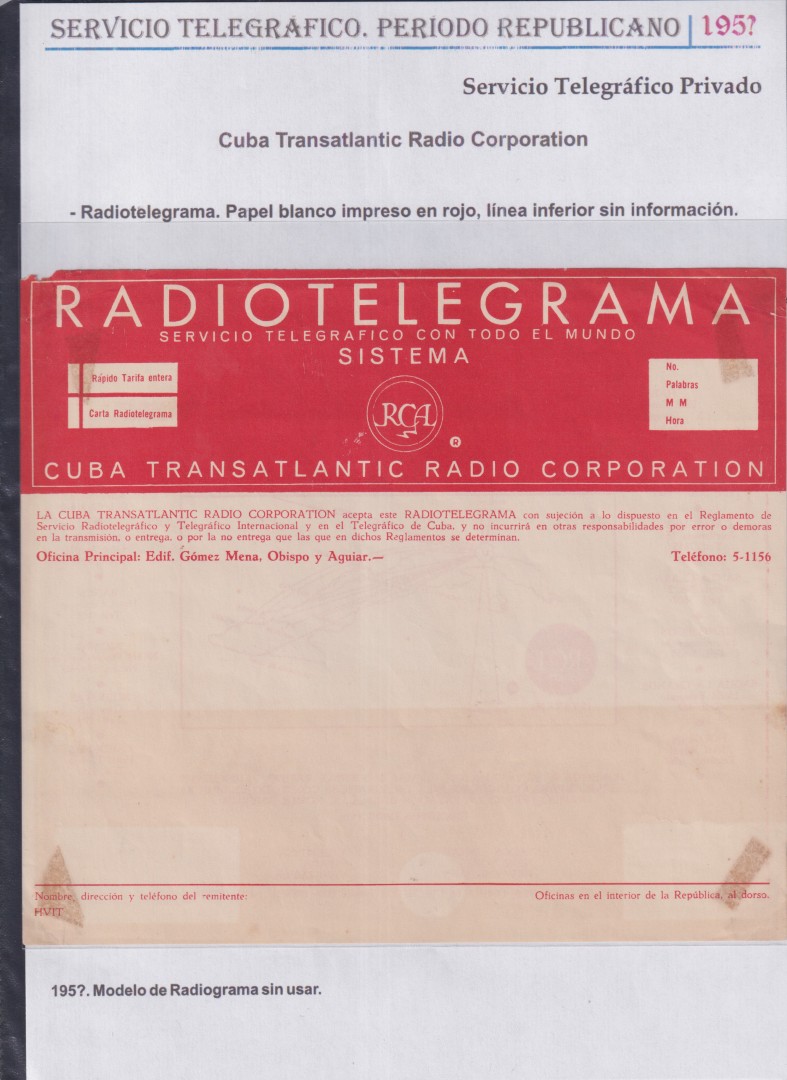 SERVICIO TELEGRÁFICO. PERÍODO REPUBLICANO 195?
Servicio Telegráfico Privado
Cuba Transatlantic Radio Corporation
- Radiotelegrama. Papel blanco impreso en rojo, línea inferior sin información.
RADIOTELEGRAMA
SERVICIO TELEGRAFICO CON TODO EL MUNDO
SISTEMA
Rápido Tarifa entera
Carta Radiotelegrama
RCA
®
No.
Palabras
M M
Hora
CUBA TRANSATLANTIC RADIO CORPORATION
LA CUBA TRANSATLANTIC RADIO CORPORATION acepta este RADIOTELEGRAMA con sujeción a lo dispuesto en el Reglamento de
Servicio Radiotelegráfico y Telegráfico Internacional y en el Telegráfico de Cuba, y no incurrirá en otras responsabilidades por error o demoras
en la transmisión, o entrega, o por la no entrega que las que en dichos Reglamentos se determinan.
Oficina Principal: Edif. Gómez Mena, Obispo y Aguiar.— Teléfono: 5-1156
Nombre, dirección y teléfono del remitente: Oficinas en el interior de la República, al dorso.
HVIT
195?. Modelo de Radiograma sin usar.